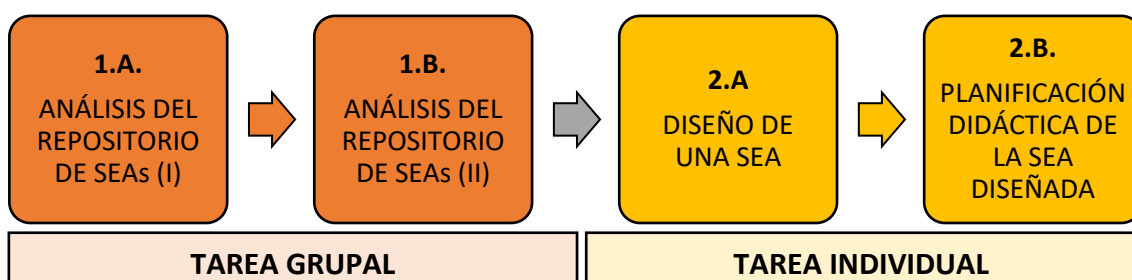 1.A.
ANÁLISIS DEL
REPOSITORIO
DE SEAs (I)
1.B.
ANÁLISIS DEL
REPOSITORIO
DE SEAs (II)
2.A
DISEÑO DE
UNA SEA
2.B.
PLANIFICACIÓN
DIDÁCTICA DE
LA SEA
DISEÑADA
TAREA GRUPAL
TAREA INDIVIDUAL